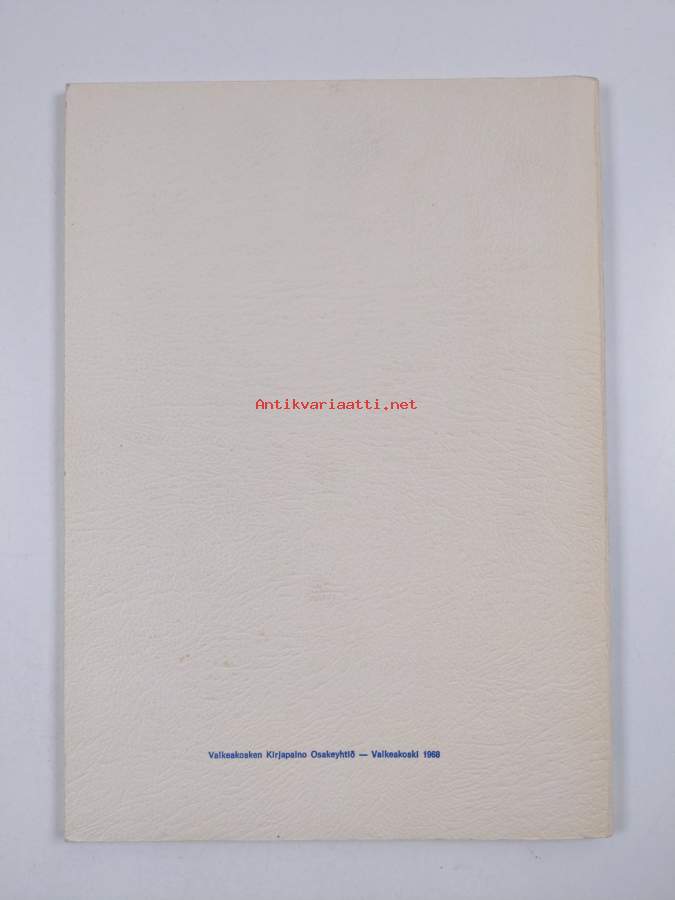 Antikvariaatti.net
Valkeakosken Kirjapaino Osakeyhtiö — Valkeakoski 1968